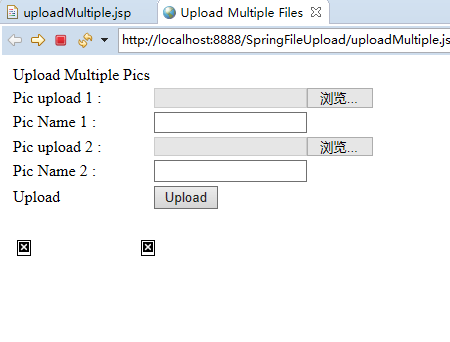 uploadMultiple.jsp Upload Multiple Files
http://localhost:8888/SpringFileUpload/uploadMultiple.js
Upload Multiple Pics
Pic upload 1 : 浏览...
Pic Name 1 :
Pic upload 2 : 浏览...
Pic Name 2 :
Upload Upload